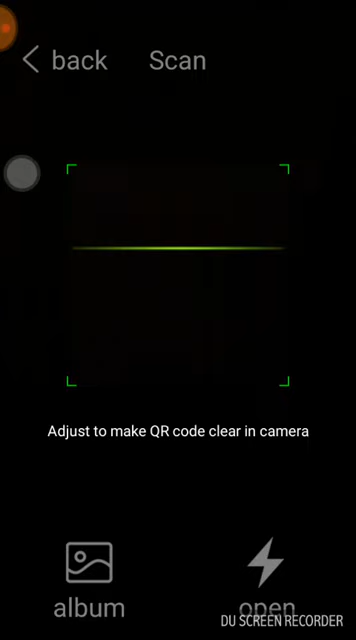 back Scan
Adjust to make QR code clear in camera
album open
DU SCREEN RECORDER